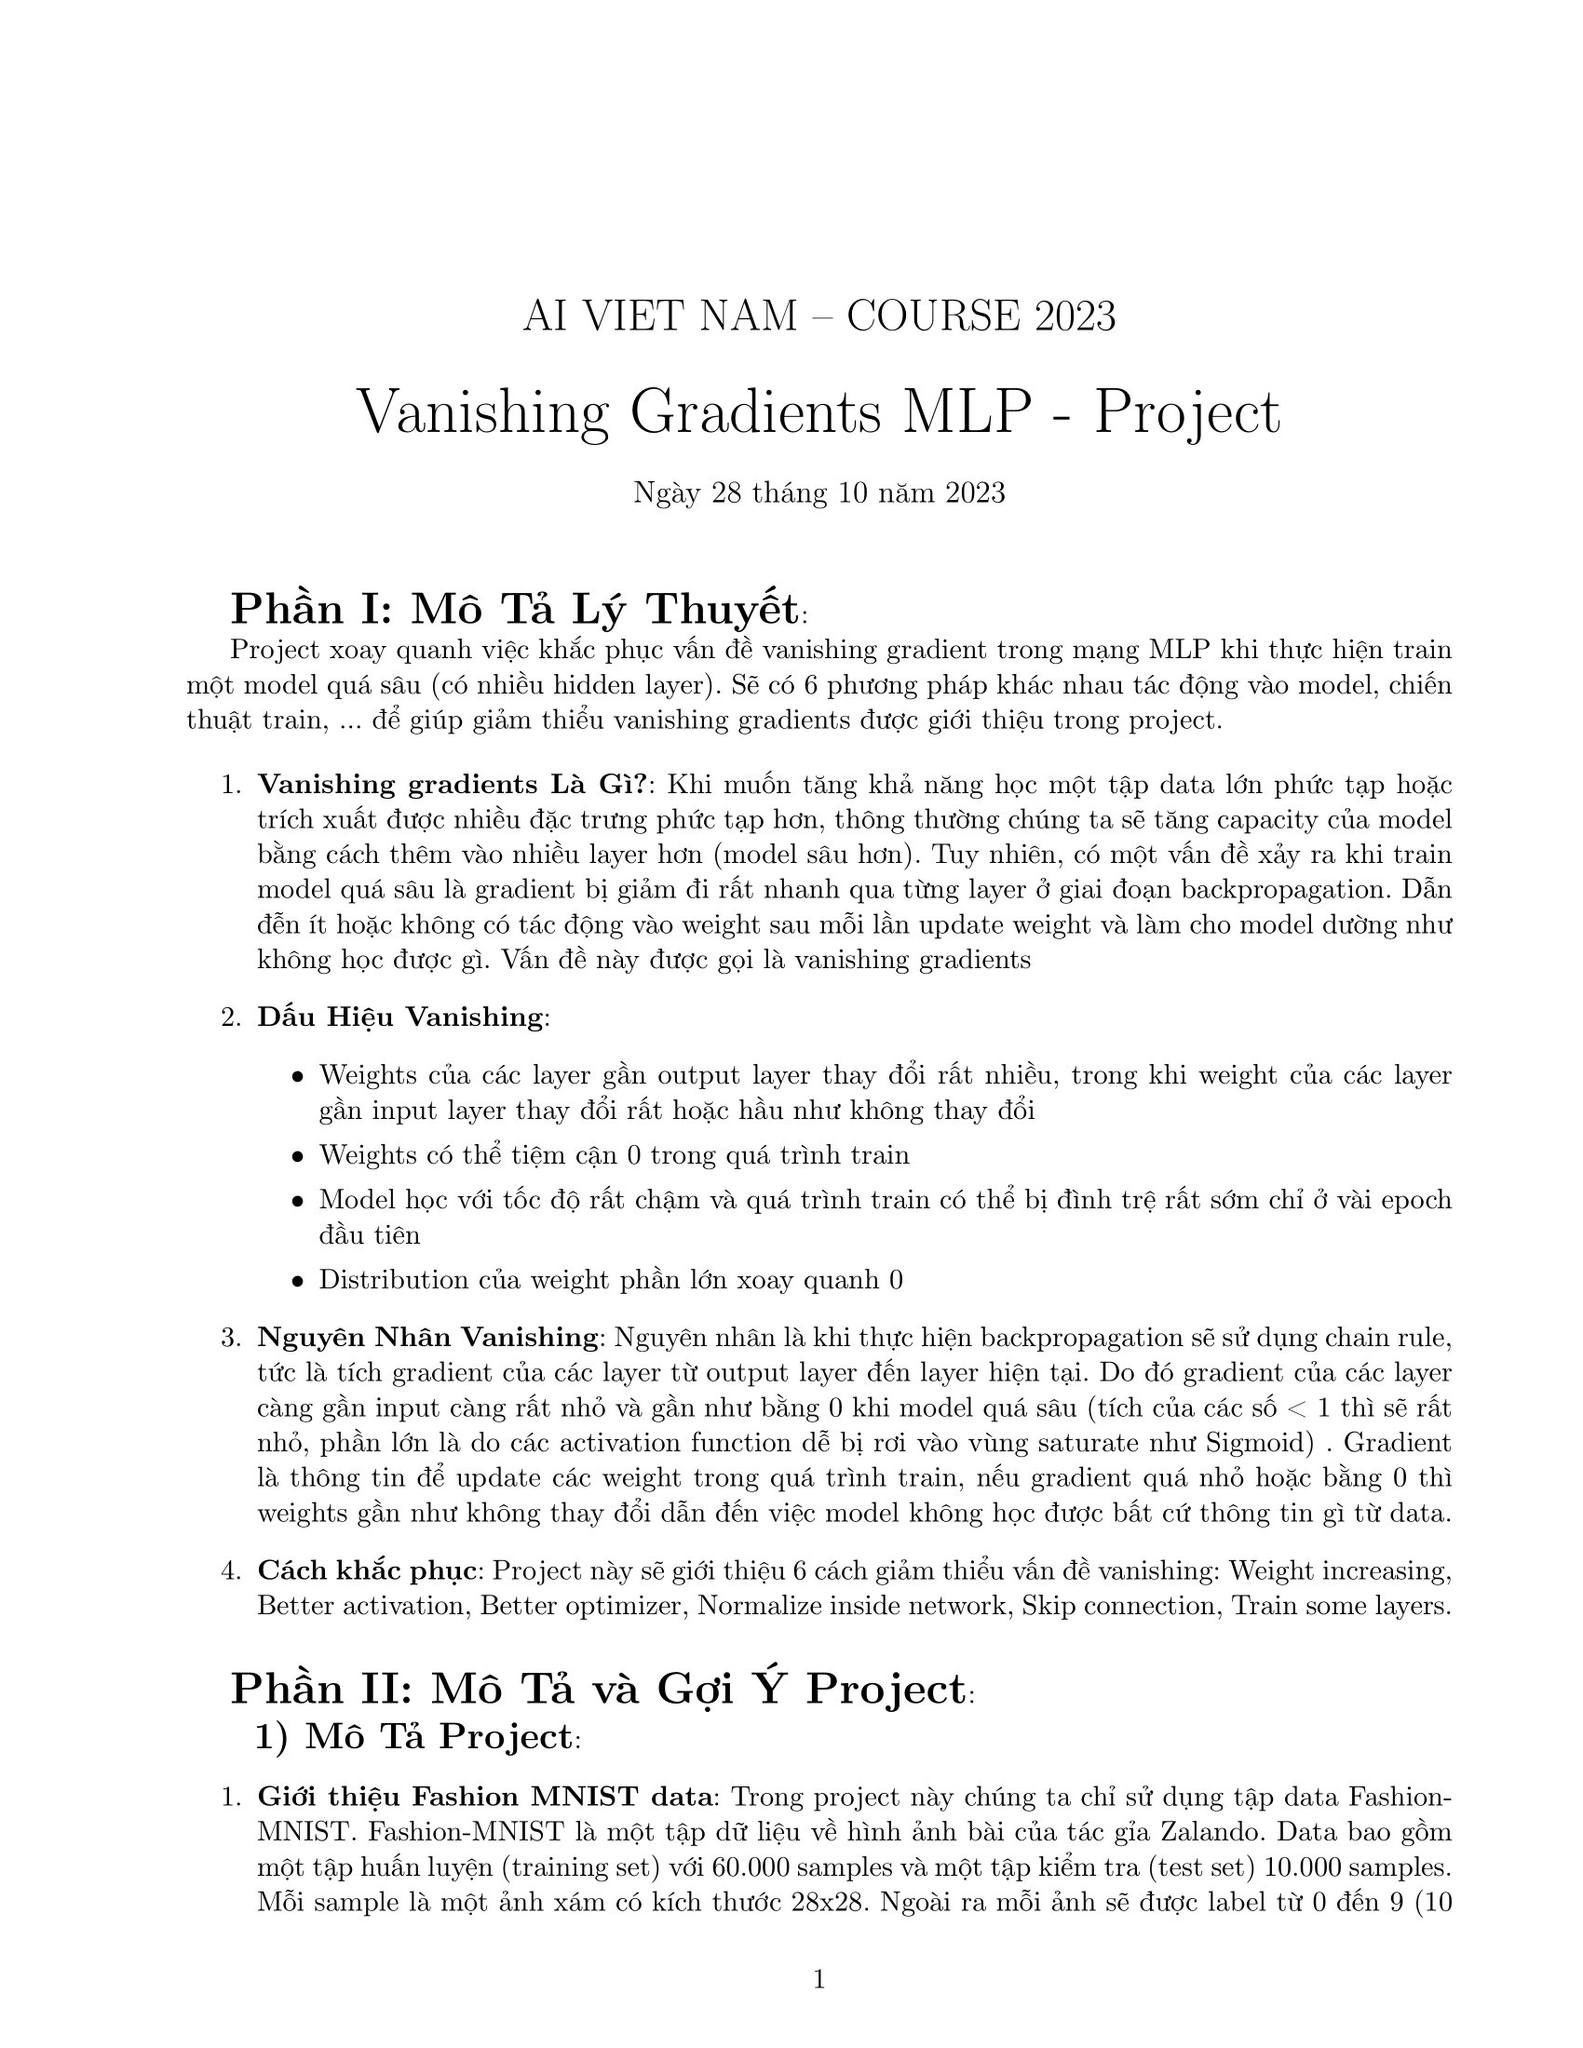 AI VIET NAM – COURSE 2023
Vanishing Gradients MLP - Project
Ngày 28 tháng 10 năm 2023
Phần I: Mô Tả Lý Thuyết:
Project xoay quanh việc khắc phục vấn đề vanishing gradient trong mạng MLP khi thực hiện train
một model quá sâu (có nhiều hidden layer). Sẽ có 6 phương pháp khác nhau tác động vào model, chiến
thuật train, ... để giúp giảm thiểu vanishing gradients được giới thiệu trong project.
1. Vanishing gradients Là Gì?: Khi muốn tăng khả năng học một tập data lớn phức tạp hoặc
trích xuất được nhiều đặc trưng phức tạp hơn, thông thường chúng ta sẽ tăng capacity của model
bằng cách thêm vào nhiều layer hơn (model sâu hơn). Tuy nhiên, có một vấn đề xảy ra khi train
model quá sâu là gradient bị giảm đi rất nhanh qua từng layer ở giai đoạn backpropagation. Dẫn
đễn ít hoặc không có tác động vào weight sau mỗi lần update weight và làm cho model dường như
không học được gì. Vấn đề này được gọi là vanishing gradients
2. Dấu Hiệu Vanishing:
• Weights của các layer gần output layer thay đổi rất nhiều, trong khi weight của các layer
gần input layer thay đổi rất hoặc hầu như không thay đổi
• Weights có thể tiệm cận 0 trong quá trình train
• Model học với tốc độ rất chậm và quá trình train có thể bị đình trệ rất sớm chỉ ở vài epoch
đầu tiên
• Distribution của weight phần lớn xoay quanh 0
3. Nguyên Nhân Vanishing: Nguyên nhân là khi thực hiện backpropagation sẽ sử dụng chain rule,
tức là tích gradient của các layer từ output layer đến layer hiện tại. Do đó gradient của các layer
càng gần input càng rất nhỏ và gần như bằng 0 khi model quá sâu (tích của các số < 1 thì sẽ rất
nhỏ, phần lớn là do các activation function dễ bị rơi vào vùng saturate như Sigmoid) . Gradient
là thông tin để update các weight trong quá trình train, nếu gradient quá nhỏ hoặc bằng 0 thì
weights gần như không thay đổi dẫn đến việc model không học được bất cứ thông tin gì từ data.
4. Cách khắc phục: Project này sẽ giới thiệu 6 cách giảm thiểu vấn đề vanishing: Weight increasing,
Better activation, Better optimizer, Normalize inside network, Skip connection, Train some layers.
Phần II: Mô Tả và Gợi Ý Project:
1) Mô Tả Project:
1. Giới thiệu Fashion MNIST data: Trong project này chúng ta chỉ sử dụng tập data Fashion-
MNIST. Fashion-MNIST là một tập dữ liệu về hình ảnh bài của tác gỉa Zalando. Data bao gồm
một tập huấn luyện (training set) với 60.000 samples và một tập kiểm tra (test set) 10.000 samples.
Mỗi sample là một ảnh xám có kích thước 28x28. Ngoài ra mỗi ảnh sẽ được label từ 0 đến 9 (10
1